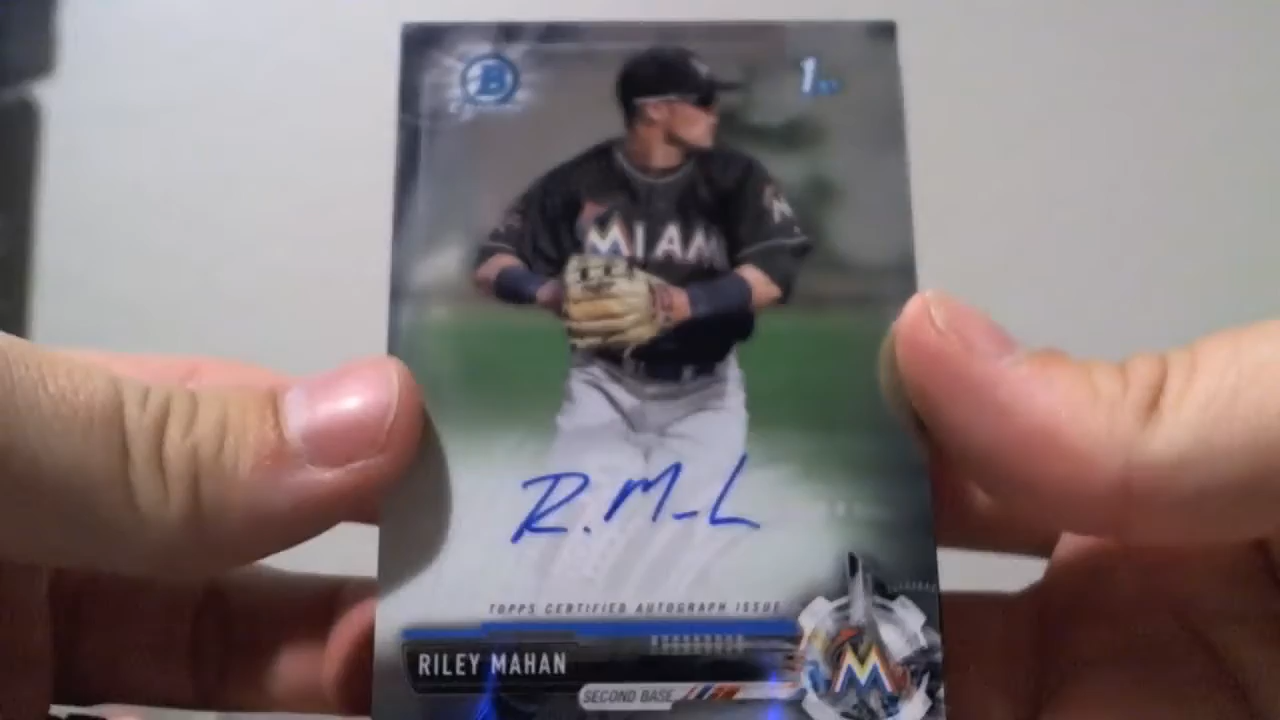 B 1st
M
MIAMI
R. M-h
TOPPS CERTIFIED AUTOGRAPH ISSUE
RILEY MAHAN
SECOND BASE
M